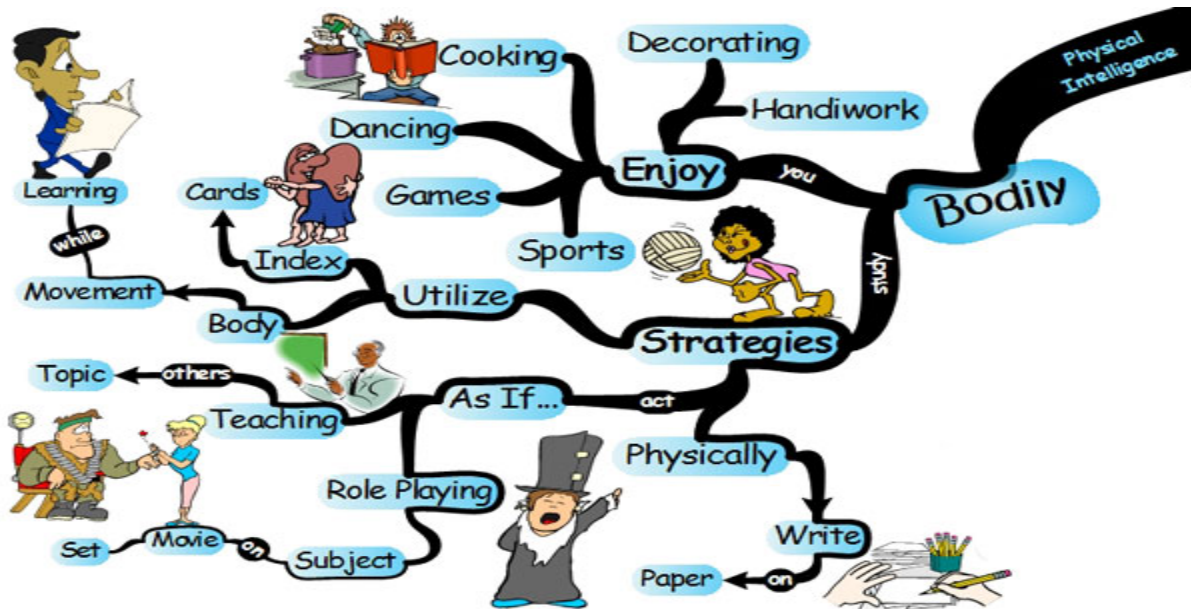 Physical
Intelligence
Bodily
you
Enjoy
Decorating
Handiwork
Cooking
Dancing
Games
Sports
study
Strategies
Utilize
Index
Cards
Body
Movement
while
Learning
act
As If...
Teaching
others
Topic
Role Playing
Subject
on
Movie
Set
Physically
Write
on
Paper